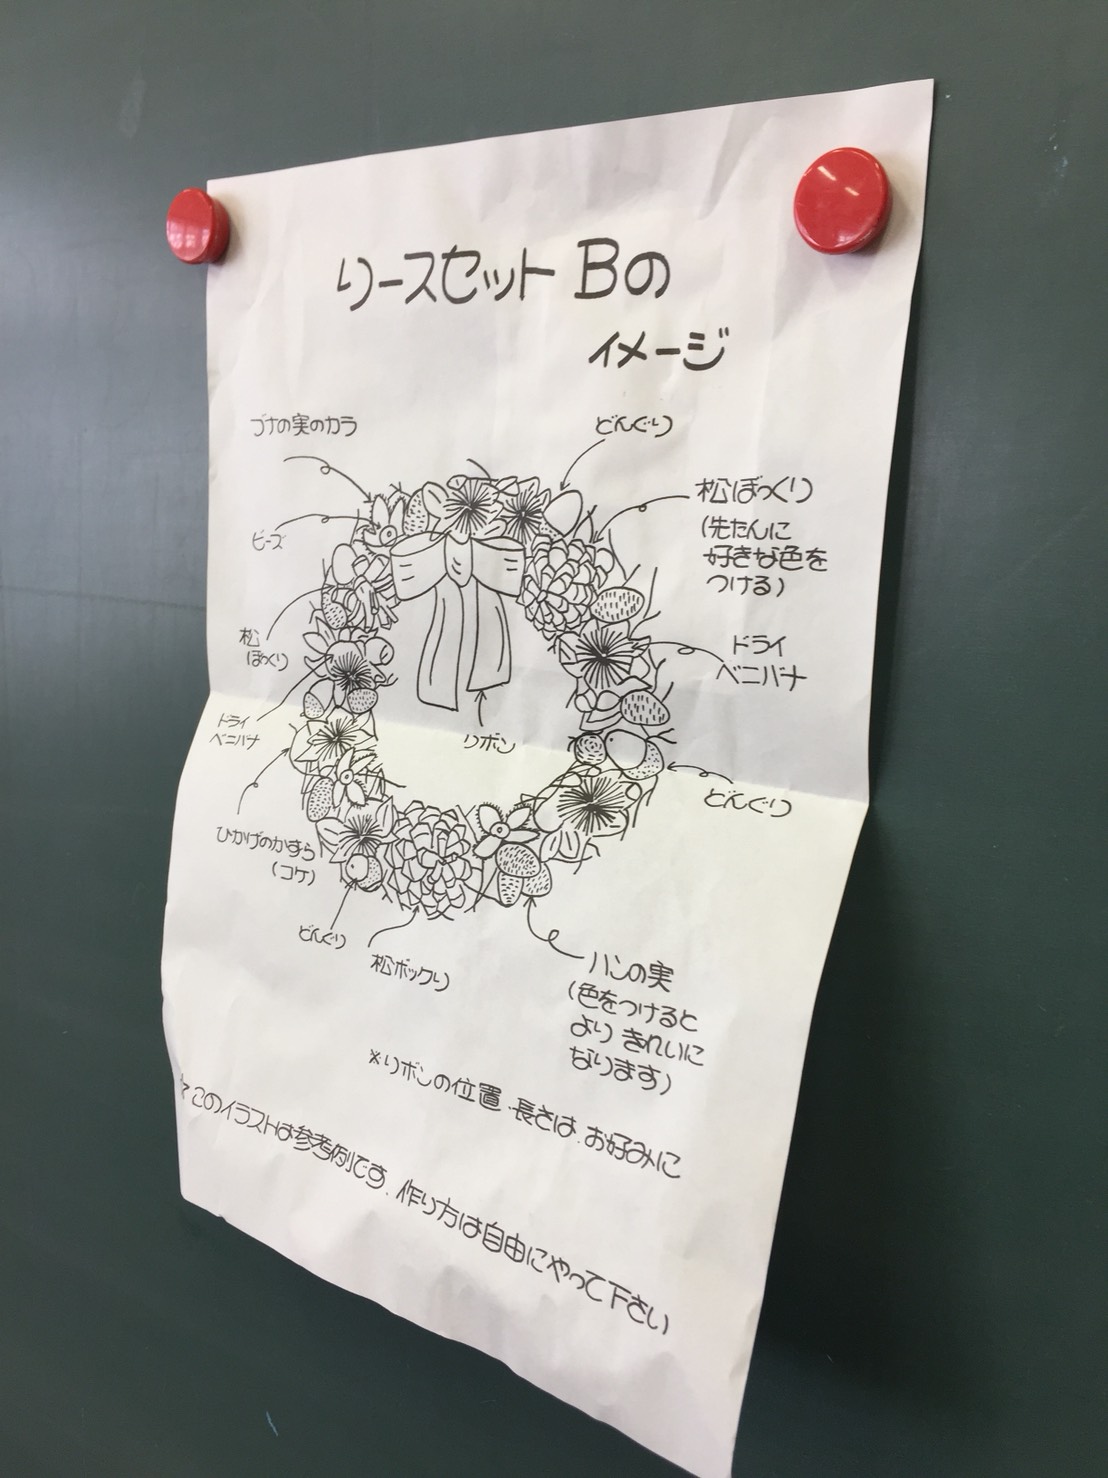 リースセット Bの
イメージ
ブナの実のカラ
どんぐり
松ぼっくり
(先たんに
好きな色を
つける)
ビーズ
松
ぼっくり
ドライ
ベニバナ
ドライ
ベニバナ
リボン
どんぐり
ひかげのかずら
(コケ)
どんぐり
松ボックリ
ハンの実
(色をつけると
より きれいに
なります)
※リボンの位置、長さは、お好みに
☆このイラストは参考例です、作り方は自由にやって下さい